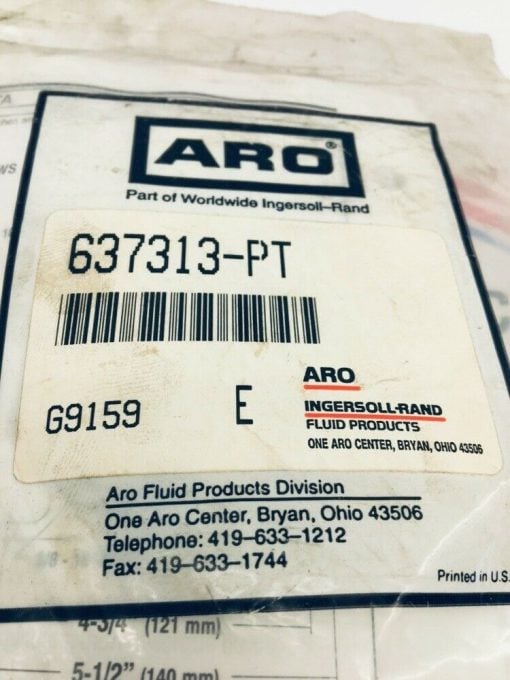 TA
WS
ARO®
Part of Worldwide Ingersoll-Rand
637313-PT
G9159 E
ARO
INGERSOLL-RAND
FLUID PRODUCTS
ONE ARO CENTER, BRYAN, OHIO 43506
Aro Fluid Products Division
One Aro Center, Bryan, Ohio 43506
Telephone: 419-633-1212
Fax: 419-633-1744
Printed in U.S.
4-3/4 (121 mm)
5-1/2" (140 mm)